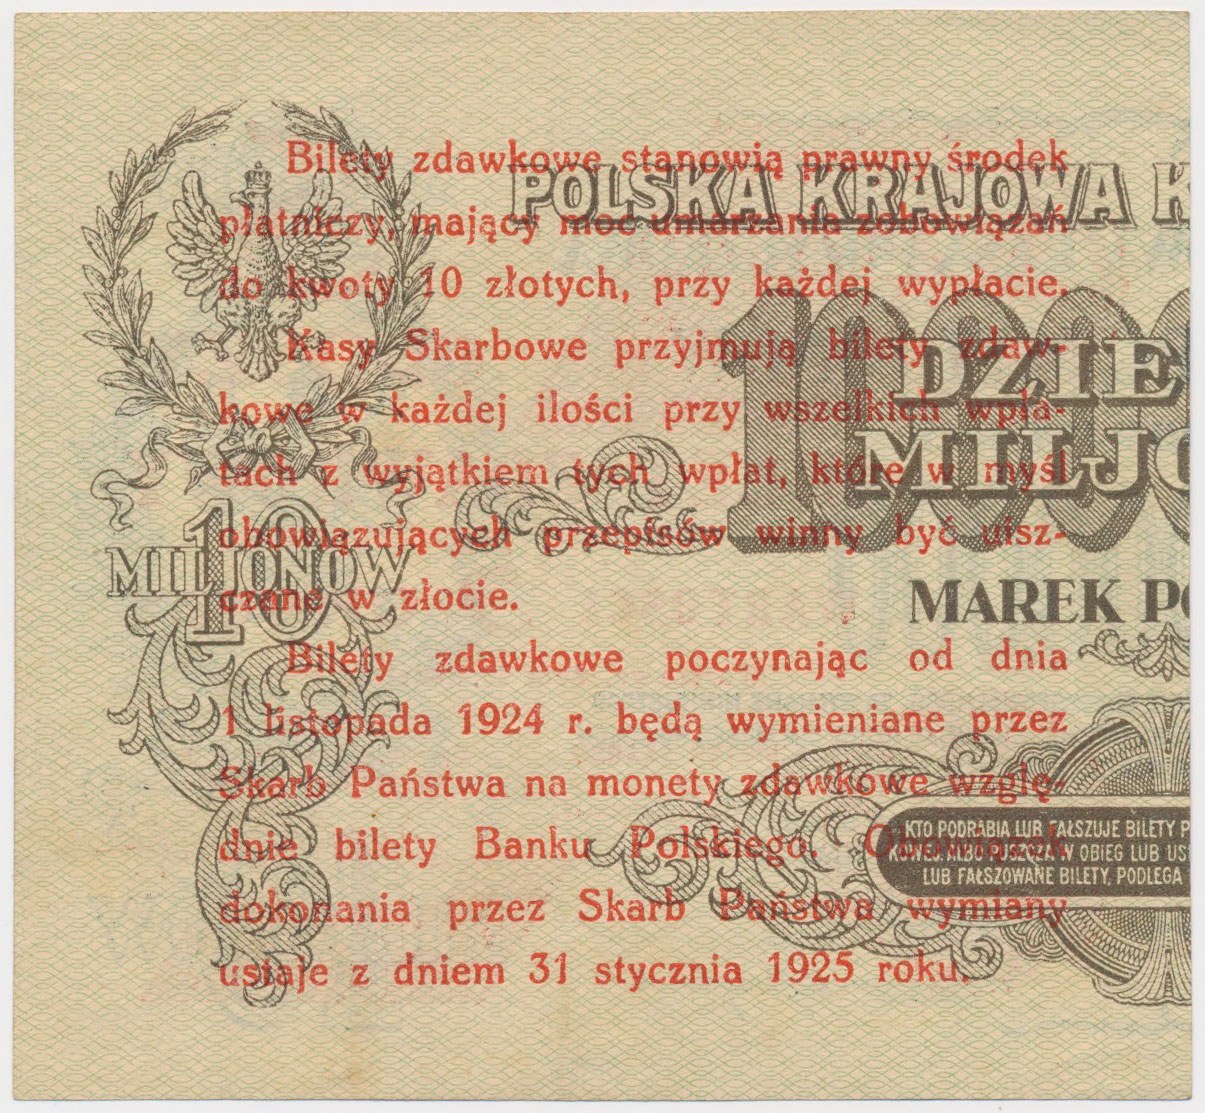 Bilety zdawkowe stanowią prawny środek
płatniczy, mający moc umarzania zobowiązań
do kwoty 10 złotych, przy każdej wypłacie.
Kasy Skarbowe przyjmują bilety zdaw-
kowe w każdej ilości przy wszelkich wpła-
tach z wyjątkiem tych wpłat, które w myśl
obowiązujących przepisów winny być uisz-
czane w złocie.
Bilety zdawkowe poczynając od dnia
1 listopada 1924 r. będą wymieniane przez
Skarb Państwa na monety zdawkowe wzglę-
dnie bilety Banku Polskiego. Obowiązek
dokonania przez Skarb Państwa wymiany
ustaje z dniem 31 stycznia 1925 roku.
POLSKA KRAJOWA K
1000
DZIE
MILJO
MAREK PO
10
MILJONÓW
KTO PODRABIA LUB FAŁSZUJE BILETY P
KOWEJ. ALBO PUSZCZA W OBIEG LUB US
LUB FAŁSZOWANE BILETY, PODLEGA